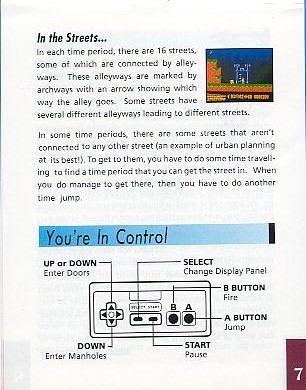 In the Streets...
In each time period, there are 16 streets,
some of which are connected by alley-
ways. These alleyways are marked by
archways with an arrow showing which
way the alley goes. Some streets have
several different alleyways leading to different streets.
In some time periods, there are some streets that aren't
connected to any other street (an example of urban planning
at its best!). To get to them, you have to do some time travell-
ing to find a time period that you can get the street in. When
you do manage to get there, then you have to do another
time jump.
You're In Control
UP or DOWN
Enter Doors
SELECT
Change Display Panel
B BUTTON
Fire
SELECT START
B A
A BUTTON
Jump
DOWN
Enter Manholes
START
Pause
7